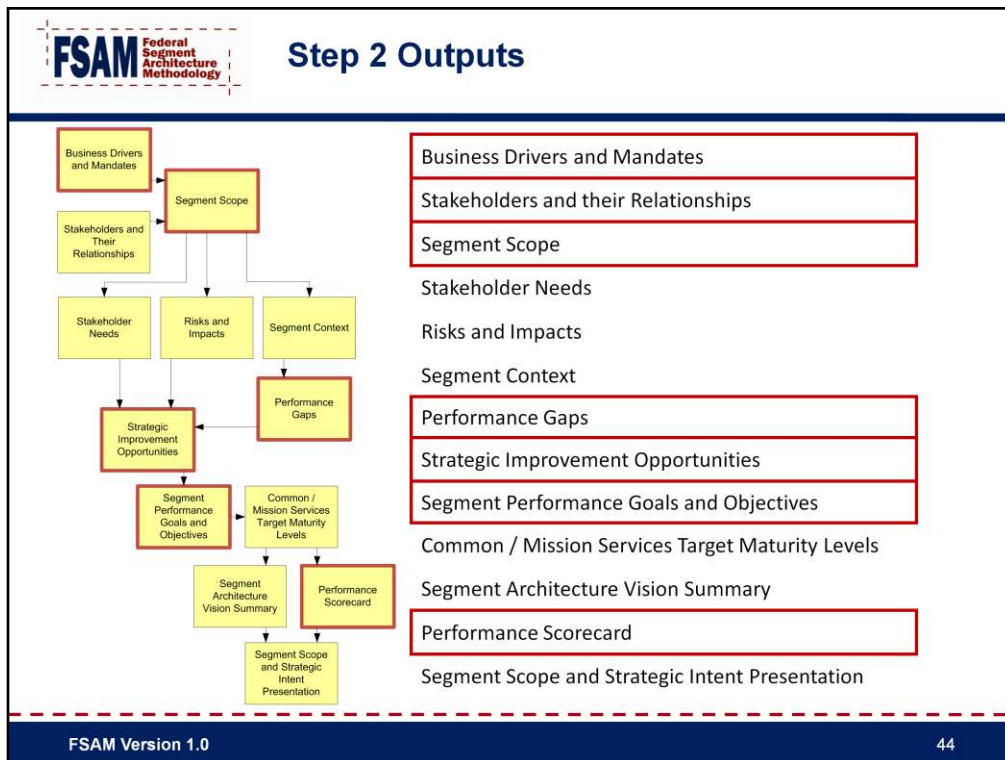 FSAM
Federal
Segment
Architecture
Methodology
Step 2 Outputs
Business Drivers
and Mandates
Segment Scope
Stakeholders and
Their
Relationships
Stakeholder
Needs
Risks and
Impacts
Segment Context
Performance
Gaps
Strategic
Improvement
Opportunities
Segment
Performance
Goals and
Objectives
Common /
Mission Services
Target Maturity
Levels
Segment
Architecture
Vision Summary
Performance
Scorecard
Segment Scope
and Strategic
Intent
Presentation
Business Drivers and Mandates
Stakeholders and their Relationships
Segment Scope
Stakeholder Needs
Risks and Impacts
Segment Context
Performance Gaps
Strategic Improvement Opportunities
Segment Performance Goals and Objectives
Common / Mission Services Target Maturity Levels
Segment Architecture Vision Summary
Performance Scorecard
Segment Scope and Strategic Intent Presentation
FSAM Version 1.0
44